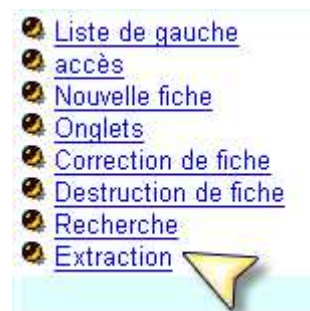 Liste de gauche
accès
Nouvelle fiche
Onglets
Correction de fiche
Destruction de fiche
Recherche
Extraction